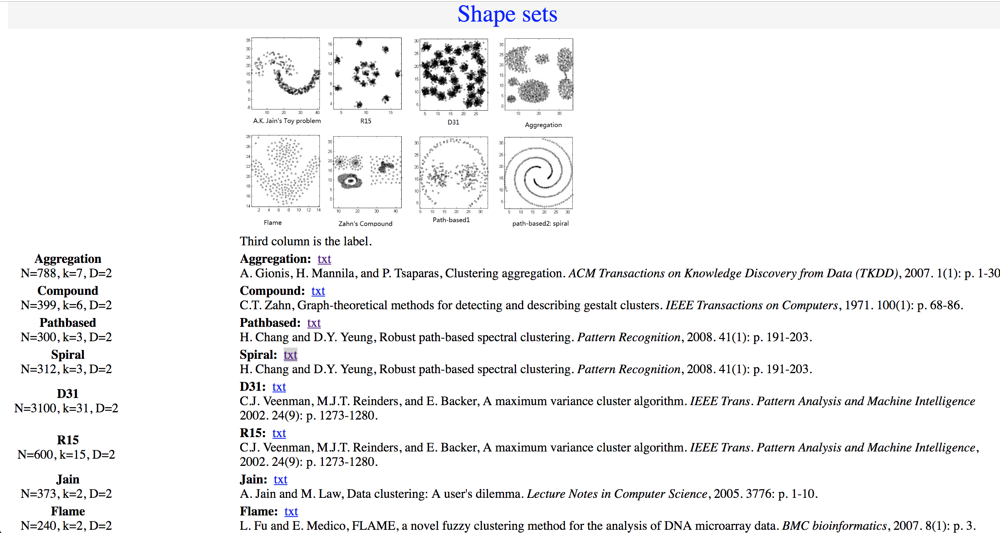 Shape sets
35
30
25
20
15
10
5
0
-5
10 20 30 40
A.K. Jain's Toy problem
16
14
12
10
8
6
4
5 10 15
R15
30
25
20
15
10
5
5 10 15 20 25
D31
30
25
20
15
10
5
0
10 20 30
Aggregation
28
26
24
22
20
18
16
14
2 4 6 8 10 12 14
Flame
30
25
20
15
10
5
0
10 20 30 40
Zahn's Compound
30
25
20
15
10
5
5 10 15 20 25 30
Path-based1
30
25
20
15
10
5
5 10 15 20 25 30
path-based2: spiral
Third column is the label.
Aggregation
N=788, k=7, D=2
Aggregation: txt
A. Gionis, H. Mannila, and P. Tsaparas, Clustering aggregation. ACM Transactions on Knowledge Discovery from Data (TKDD), 2007. 1(1): p. 1-30
Compound
N=399, k=6, D=2
Compound: txt
C.T. Zahn, Graph-theoretical methods for detecting and describing gestalt clusters. IEEE Transactions on Computers, 1971. 100(1): p. 68-86.
Pathbased
N=300, k=3, D=2
Pathbased: txt
H. Chang and D.Y. Yeung, Robust path-based spectral clustering. Pattern Recognition, 2008. 41(1): p. 191-203.
Spiral
N=312, k=3, D=2
Spiral: txt
H. Chang and D.Y. Yeung, Robust path-based spectral clustering. Pattern Recognition, 2008. 41(1): p. 191-203.
D31
N=3100, k=31, D=2
D31: txt
C.J. Veenman, M.J.T. Reinders, and E. Backer, A maximum variance cluster algorithm. IEEE Trans. Pattern Analysis and Machine Intelligence
2002. 24(9): p. 1273-1280.
R15
N=600, k=15, D=2
R15: txt
C.J. Veenman, M.J.T. Reinders, and E. Backer, A maximum variance cluster algorithm. IEEE Trans. Pattern Analysis and Machine Intelligence,
2002. 24(9): p. 1273-1280.
Jain
N=373, k=2, D=2
Jain: txt
A. Jain and M. Law, Data clustering: A user's dilemma. Lecture Notes in Computer Science, 2005. 3776: p. 1-10.
Flame
N=240, k=2, D=2
Flame: txt
L. Fu and E. Medico, FLAME, a novel fuzzy clustering method for the analysis of DNA microarray data. BMC bioinformatics, 2007. 8(1): p. 3.